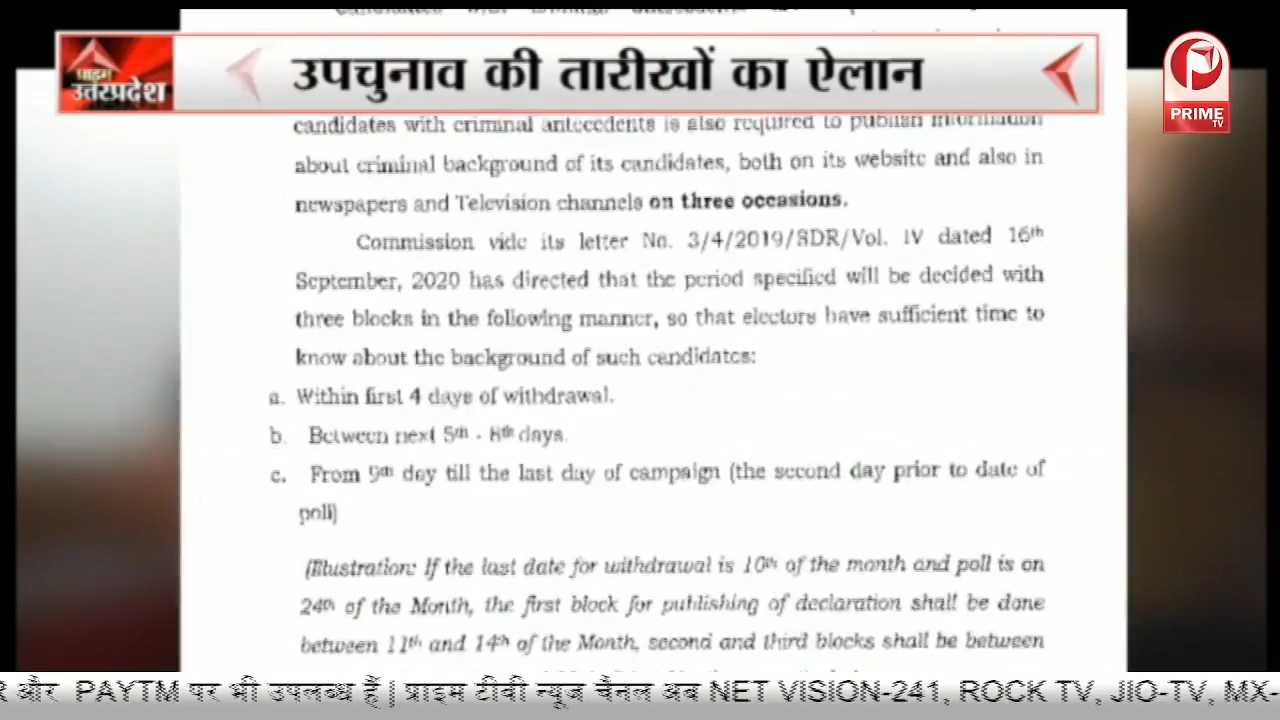 प्राइम
उत्तरप्रदेश
उपचुनाव की तारीखों का ऐलान
PRIME
TV
candidates with criminal antecedents is also required to publish information
about criminal background of its candidates, both on its website and also in
newspapers and Television channels on three occasions.
Commission vide its letter No. 3/4/2019/SDR/Vol. IV dated 16th
September, 2020 has directed that the period specified will be decided with
three blocks in the following manner, so that electors have sufficient time to
know about the background of such candidates:
a. Within first 4 days of withdrawal.
b. Between next 5th - 8th days.
c. From 9th day till the last day of campaign (the second day prior to date of
poll)
(Illustration: If the last date for withdrawal is 10th of the month and poll is on
24th of the Month, the first block for publishing of declaration shall be done
between 11th and 14th of the Month, second and third blocks shall be between
R और PAYTM पर भी उपलब्ध हैं | प्राइम टीवी न्यूज चैनल अब NET VISION-241, ROCK TV, JIO-TV, MX-